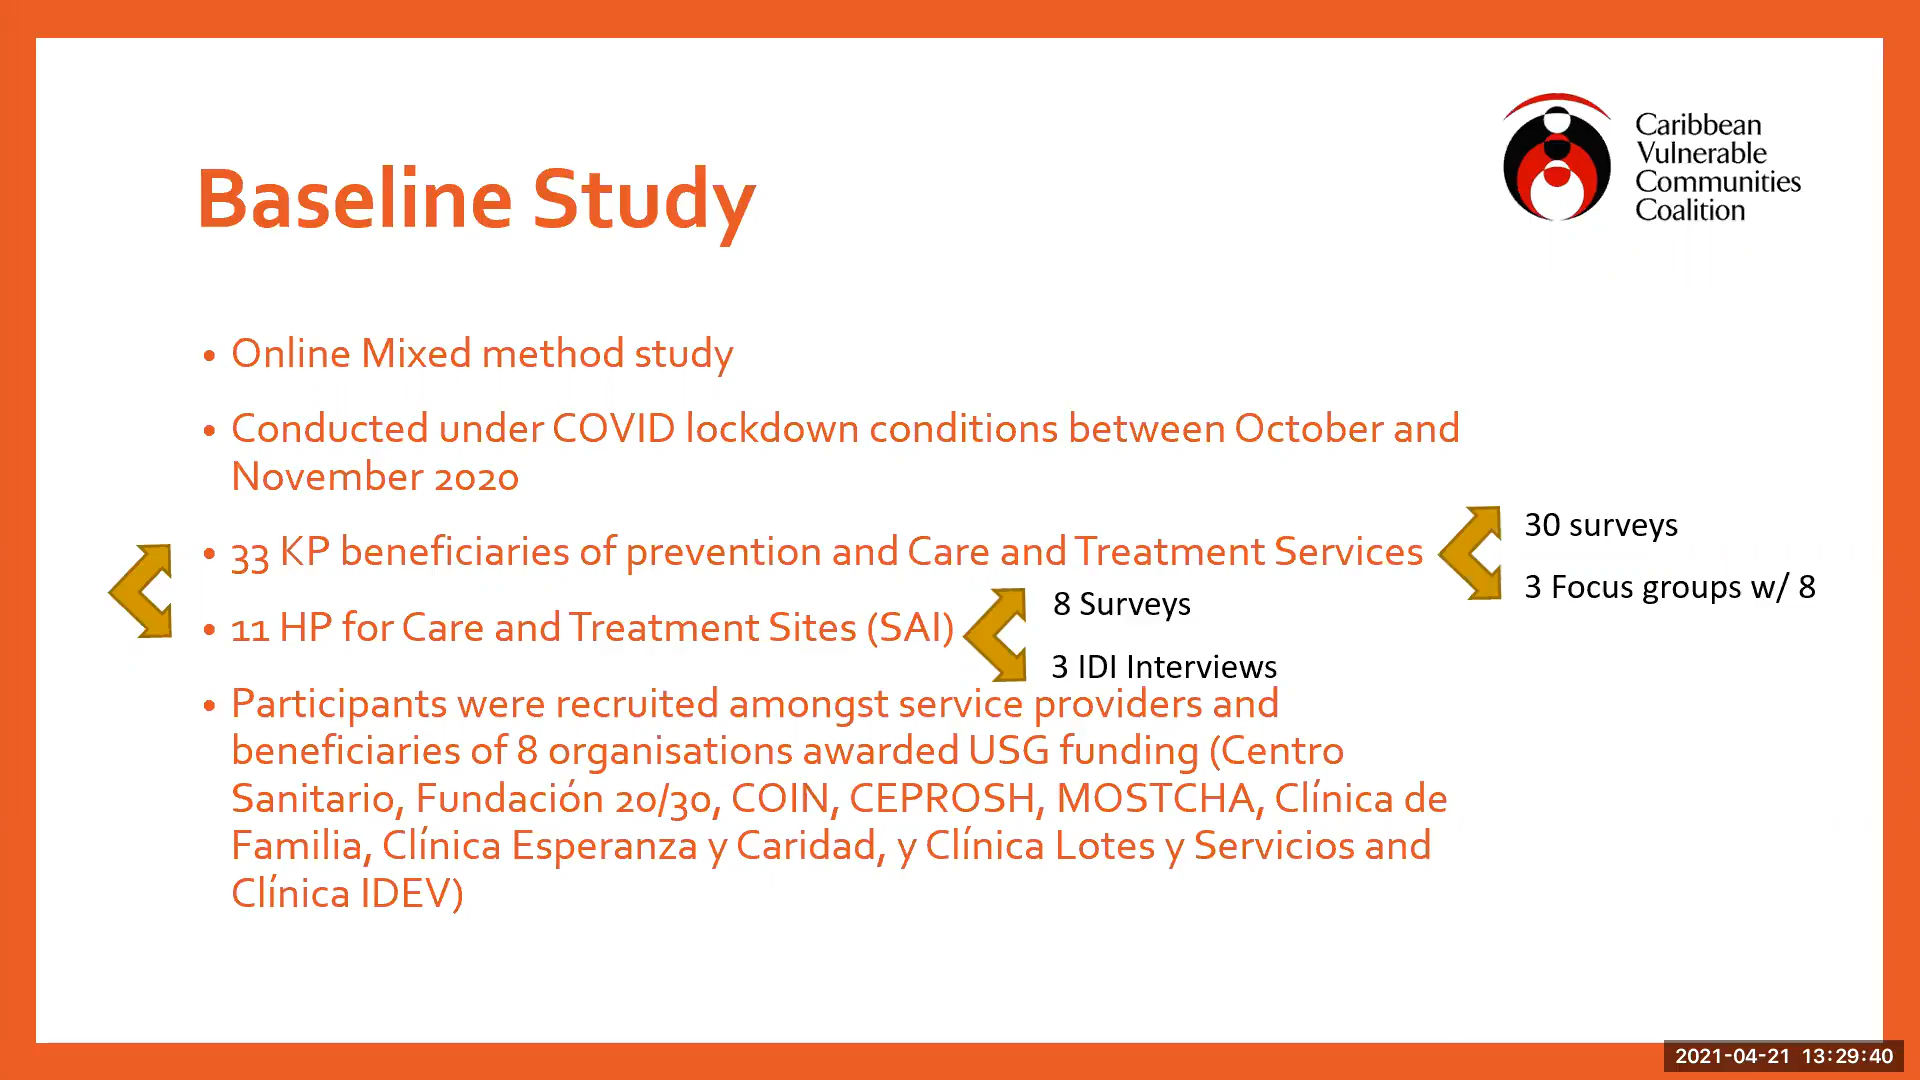 Caribbean
Vulnerable
Communities
Coalition
Baseline Study
• Online Mixed method study
• Conducted under COVID lockdown conditions between October and
November 2020
• 33 KP beneficiaries of prevention and Care and Treatment Services
30 surveys
3 Focus groups w/ 8
• 11 HP for Care and Treatment Sites (SAI)
8 Surveys
3 IDI Interviews
• Participants were recruited amongst service providers and
beneficiaries of 8 organisations awarded USG funding (Centro
Sanitario, Fundación 20/30, COIN, CEPROSH, MOSTCHA, Clínica de
Familia, Clínica Esperanza y Caridad, y Clínica Lotes y Servicios and
Clínica IDEV)
2021-04-21 13:29:40